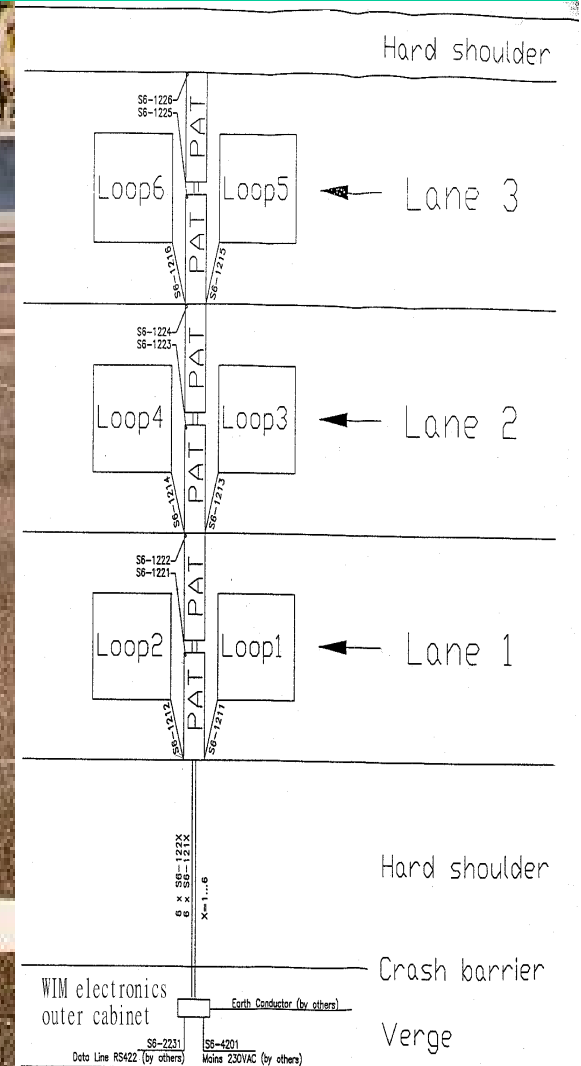 Hard shoulder
S6-1226
S6-1225
PAT
Loop6
H
Loop5
Lane 3
PAT
S6-1216
S6-1215
S6-1224
S6-1223
PAT
Loop4
H
Loop3
Lane 2
PAT
S6-1214
S6-1213
S6-1222
S6-1221
PAT
Loop2
H
Loop1
Lane 1
PAT
S6-1212
S6-1211
6 x S6-122X
6 x S6-121X
X=1...6
Hard shoulder
Crash barrier
WIM electronics
outer cabinet
Earth Conductor (by others)
Verge
S6-2231
S6-4201
Data Line RS422 (by others)
Mains 230VAC (by others)